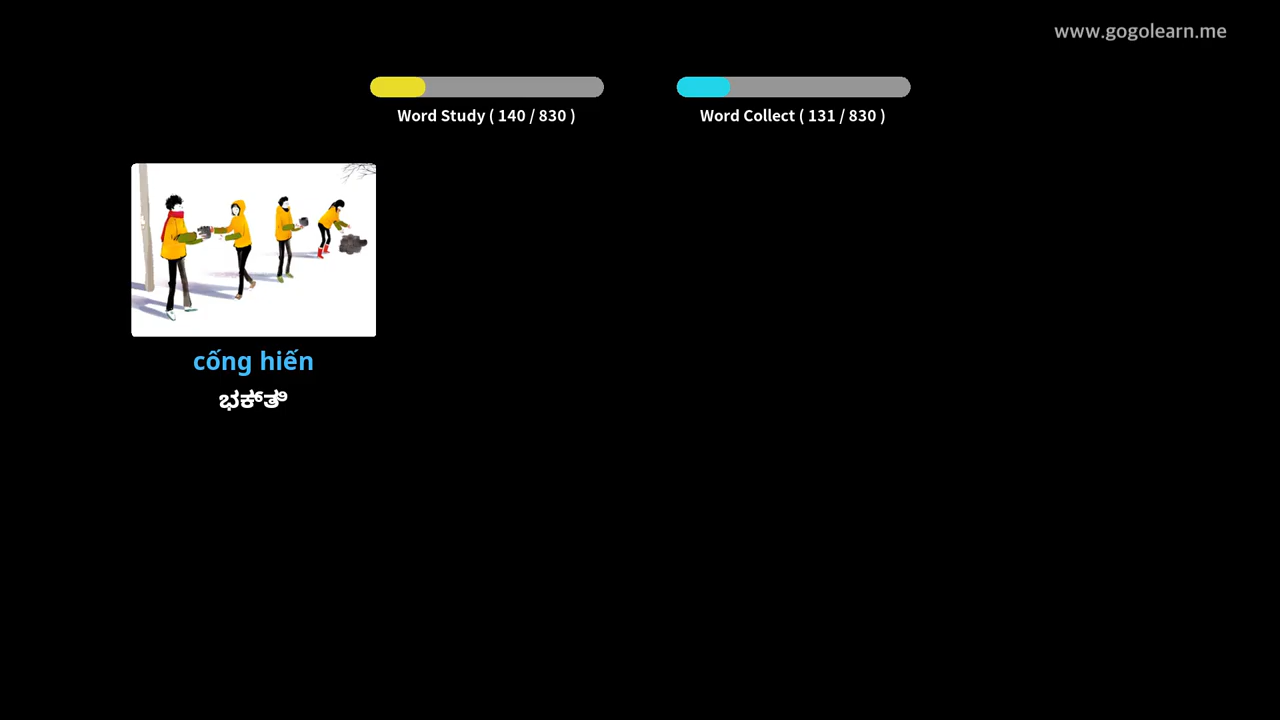 www.gogolearn.me
Word Study ( 140 / 830 )
Word Collect ( 131 / 830 )
cống hiến
ಭಕ್ತಿ